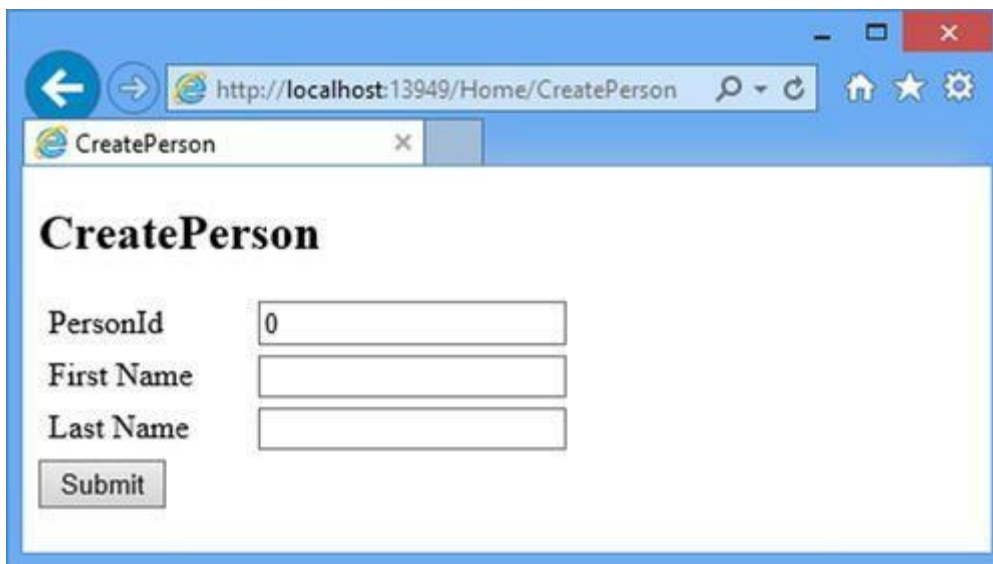 http://localhost:13949/Home/CreatePerson
CreatePerson
CreatePerson
PersonId 0
First Name
Last Name
Submit